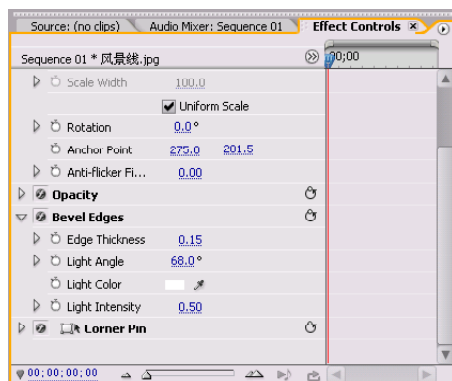 Source: (no clips) Audio Mixer: Sequence 01 Effect Controls
Sequence 01 * 风景线.jpg 00;00
Scale Width 100.0
Uniform Scale
Rotation 0.0°
Anchor Point 275.0 201.5
Anti-flicker Fi... 0.00
Opacity
Bevel Edges
Edge Thickness 0.15
Light Angle 68.0°
Light Color
Light Intensity 0.50
Corner Pin
00;00;00;00